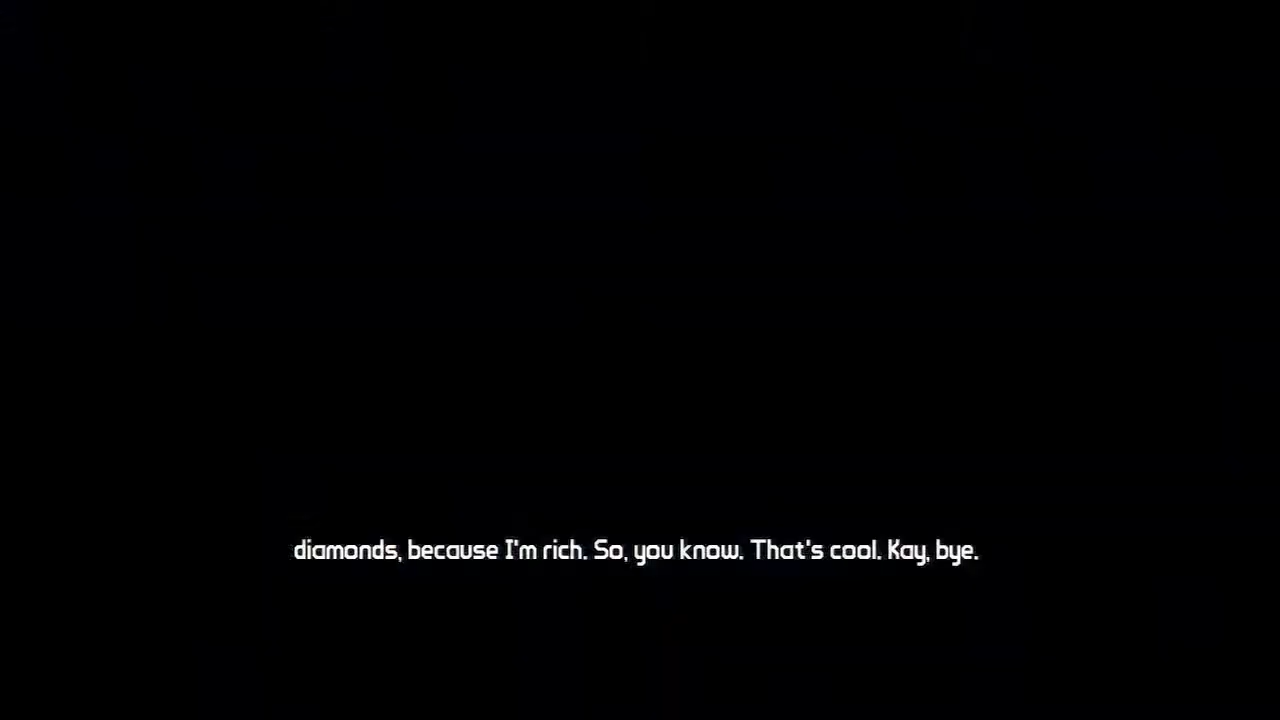 diamonds, because I'm rich. So, you know. That's cool. Kay, bye.